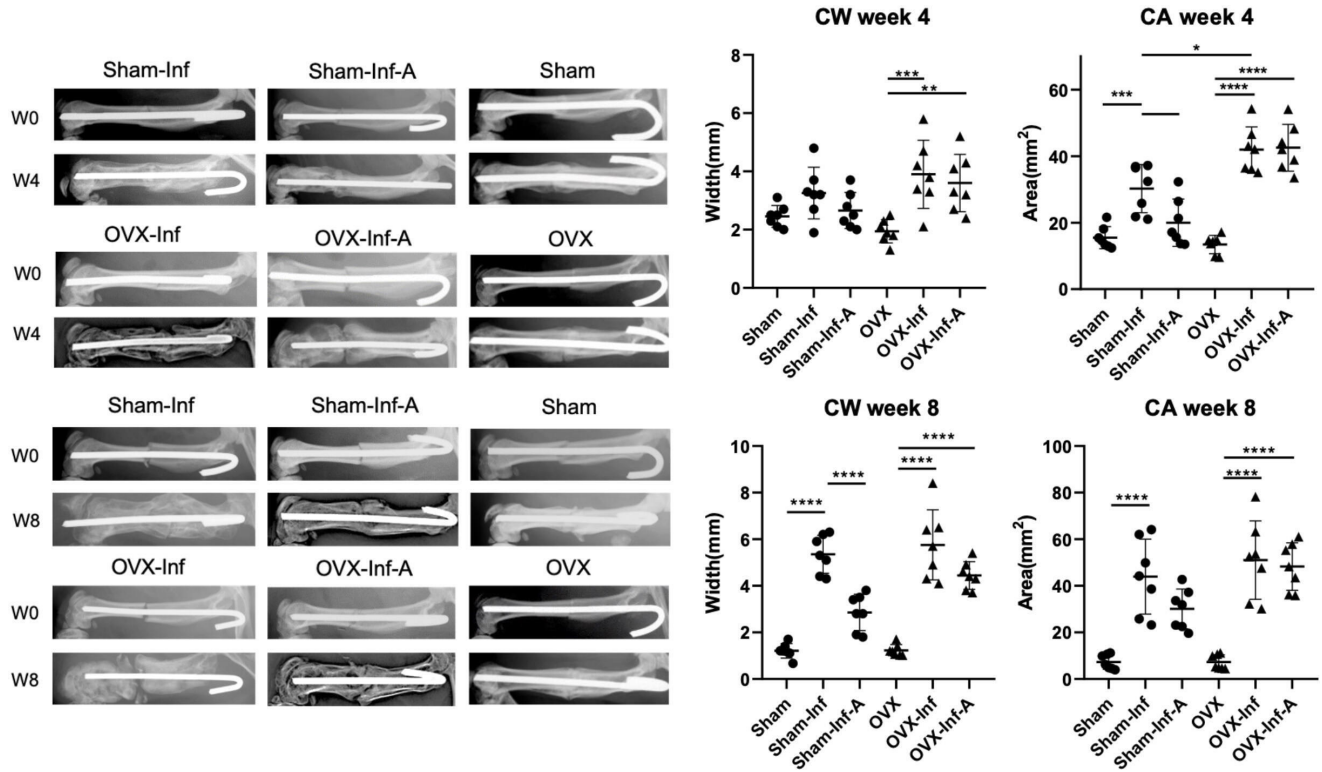 Sham-Inf Sham-Inf-A Sham
W0
W4
OVX-Inf OVX-Inf-A OVX
W0
W4
Sham-Inf Sham-Inf-A Sham
W0
W8
OVX-Inf OVX-Inf-A OVX
W0
W8
CW week 4
8
6
4
2
0
Width(mm)
***
**
Sham
Sham-Inf
Sham-Inf-A
OVX
OVX-Inf
OVX-Inf-A
CA week 4
60
40
20
0
Area(mm²)
*
****
****
***
Sham
Sham-Inf
Sham-Inf-A
OVX
OVX-Inf
OVX-Inf-A
CW week 8
10
8
6
4
2
0
Width(mm)
****
****
****
****
Sham
Sham-Inf
Sham-Inf-A
OVX
OVX-Inf
OVX-Inf-A
CA week 8
100
80
60
40
20
0
Area(mm²)
****
****
****
Sham
Sham-Inf
Sham-Inf-A
OVX
OVX-Inf
OVX-Inf-A